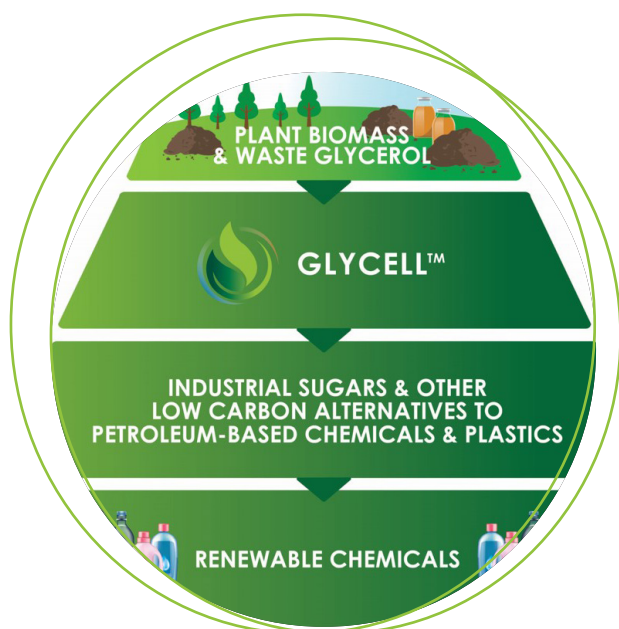 PLANT BIOMASS
& WASTE GLYCEROL
GLYCELL™
INDUSTRIAL SUGARS & OTHER
LOW CARBON ALTERNATIVES TO
PETROLEUM-BASED CHEMICALS & PLASTICS
RENEWABLE CHEMICALS